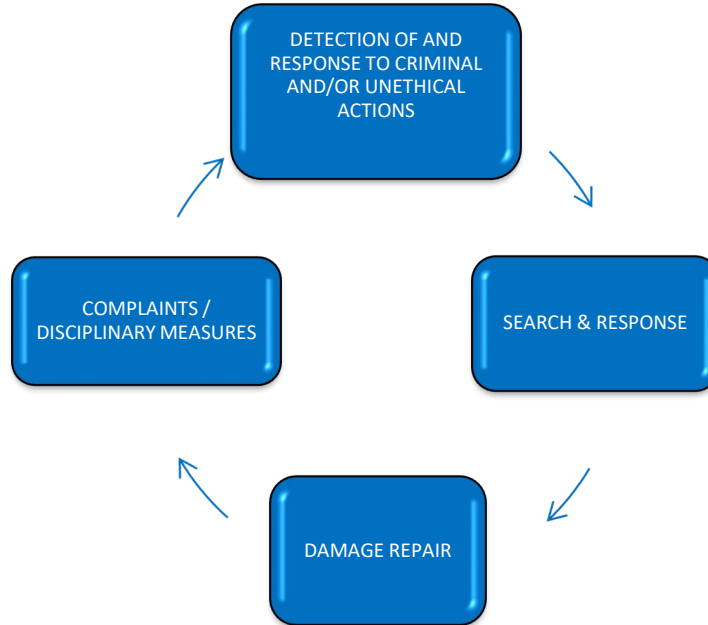 DETECTION OF AND
RESPONSE TO CRIMINAL
AND/OR UNETHICAL
ACTIONS
SEARCH & RESPONSE
DAMAGE REPAIR
COMPLAINTS /
DISCIPLINARY MEASURES